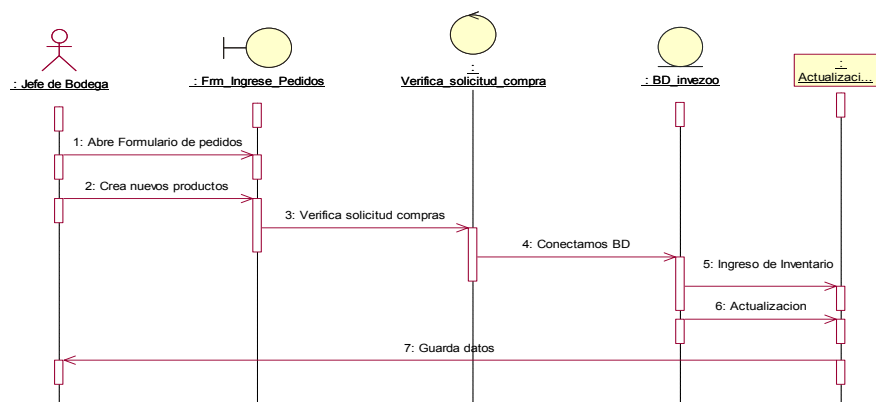 : Jefe de Bodega
: Frm_Ingrese_Pedidos
:
Verifica_solicitud_compra
: BD_invezoo
:
Actualizaci...
1: Abre Formulario de pedidos
2: Crea nuevos productos
3: Verifica solicitud compras
4: Conectamos BD
5: Ingreso de Inventario
6: Actualizacion
7: Guarda datos